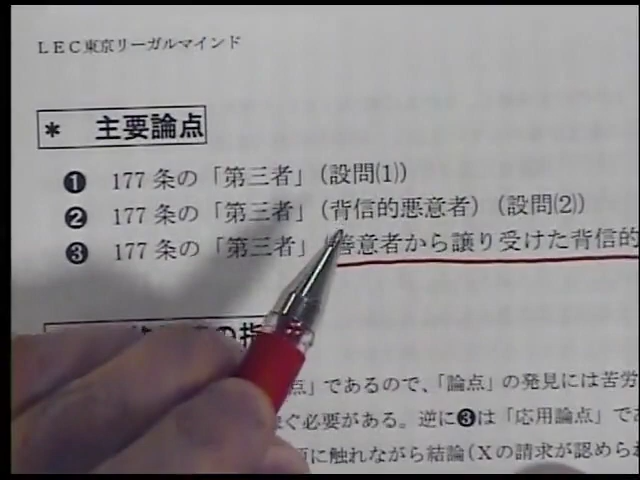 LEC東京リーガルマインド
* 主要論点
❶ 177 条の「第三者」(設問⑴)
❷ 177 条の「第三者」(背信的悪意者) (設問⑵)
❸ 177 条の「第三者」(善意者から譲り受けた背信的
の指
点」であるので、「論点」の発見には苦労
ぐ必要がある。逆に❸は「応用論点」で
に触れながら結論(Xの請求が認めら